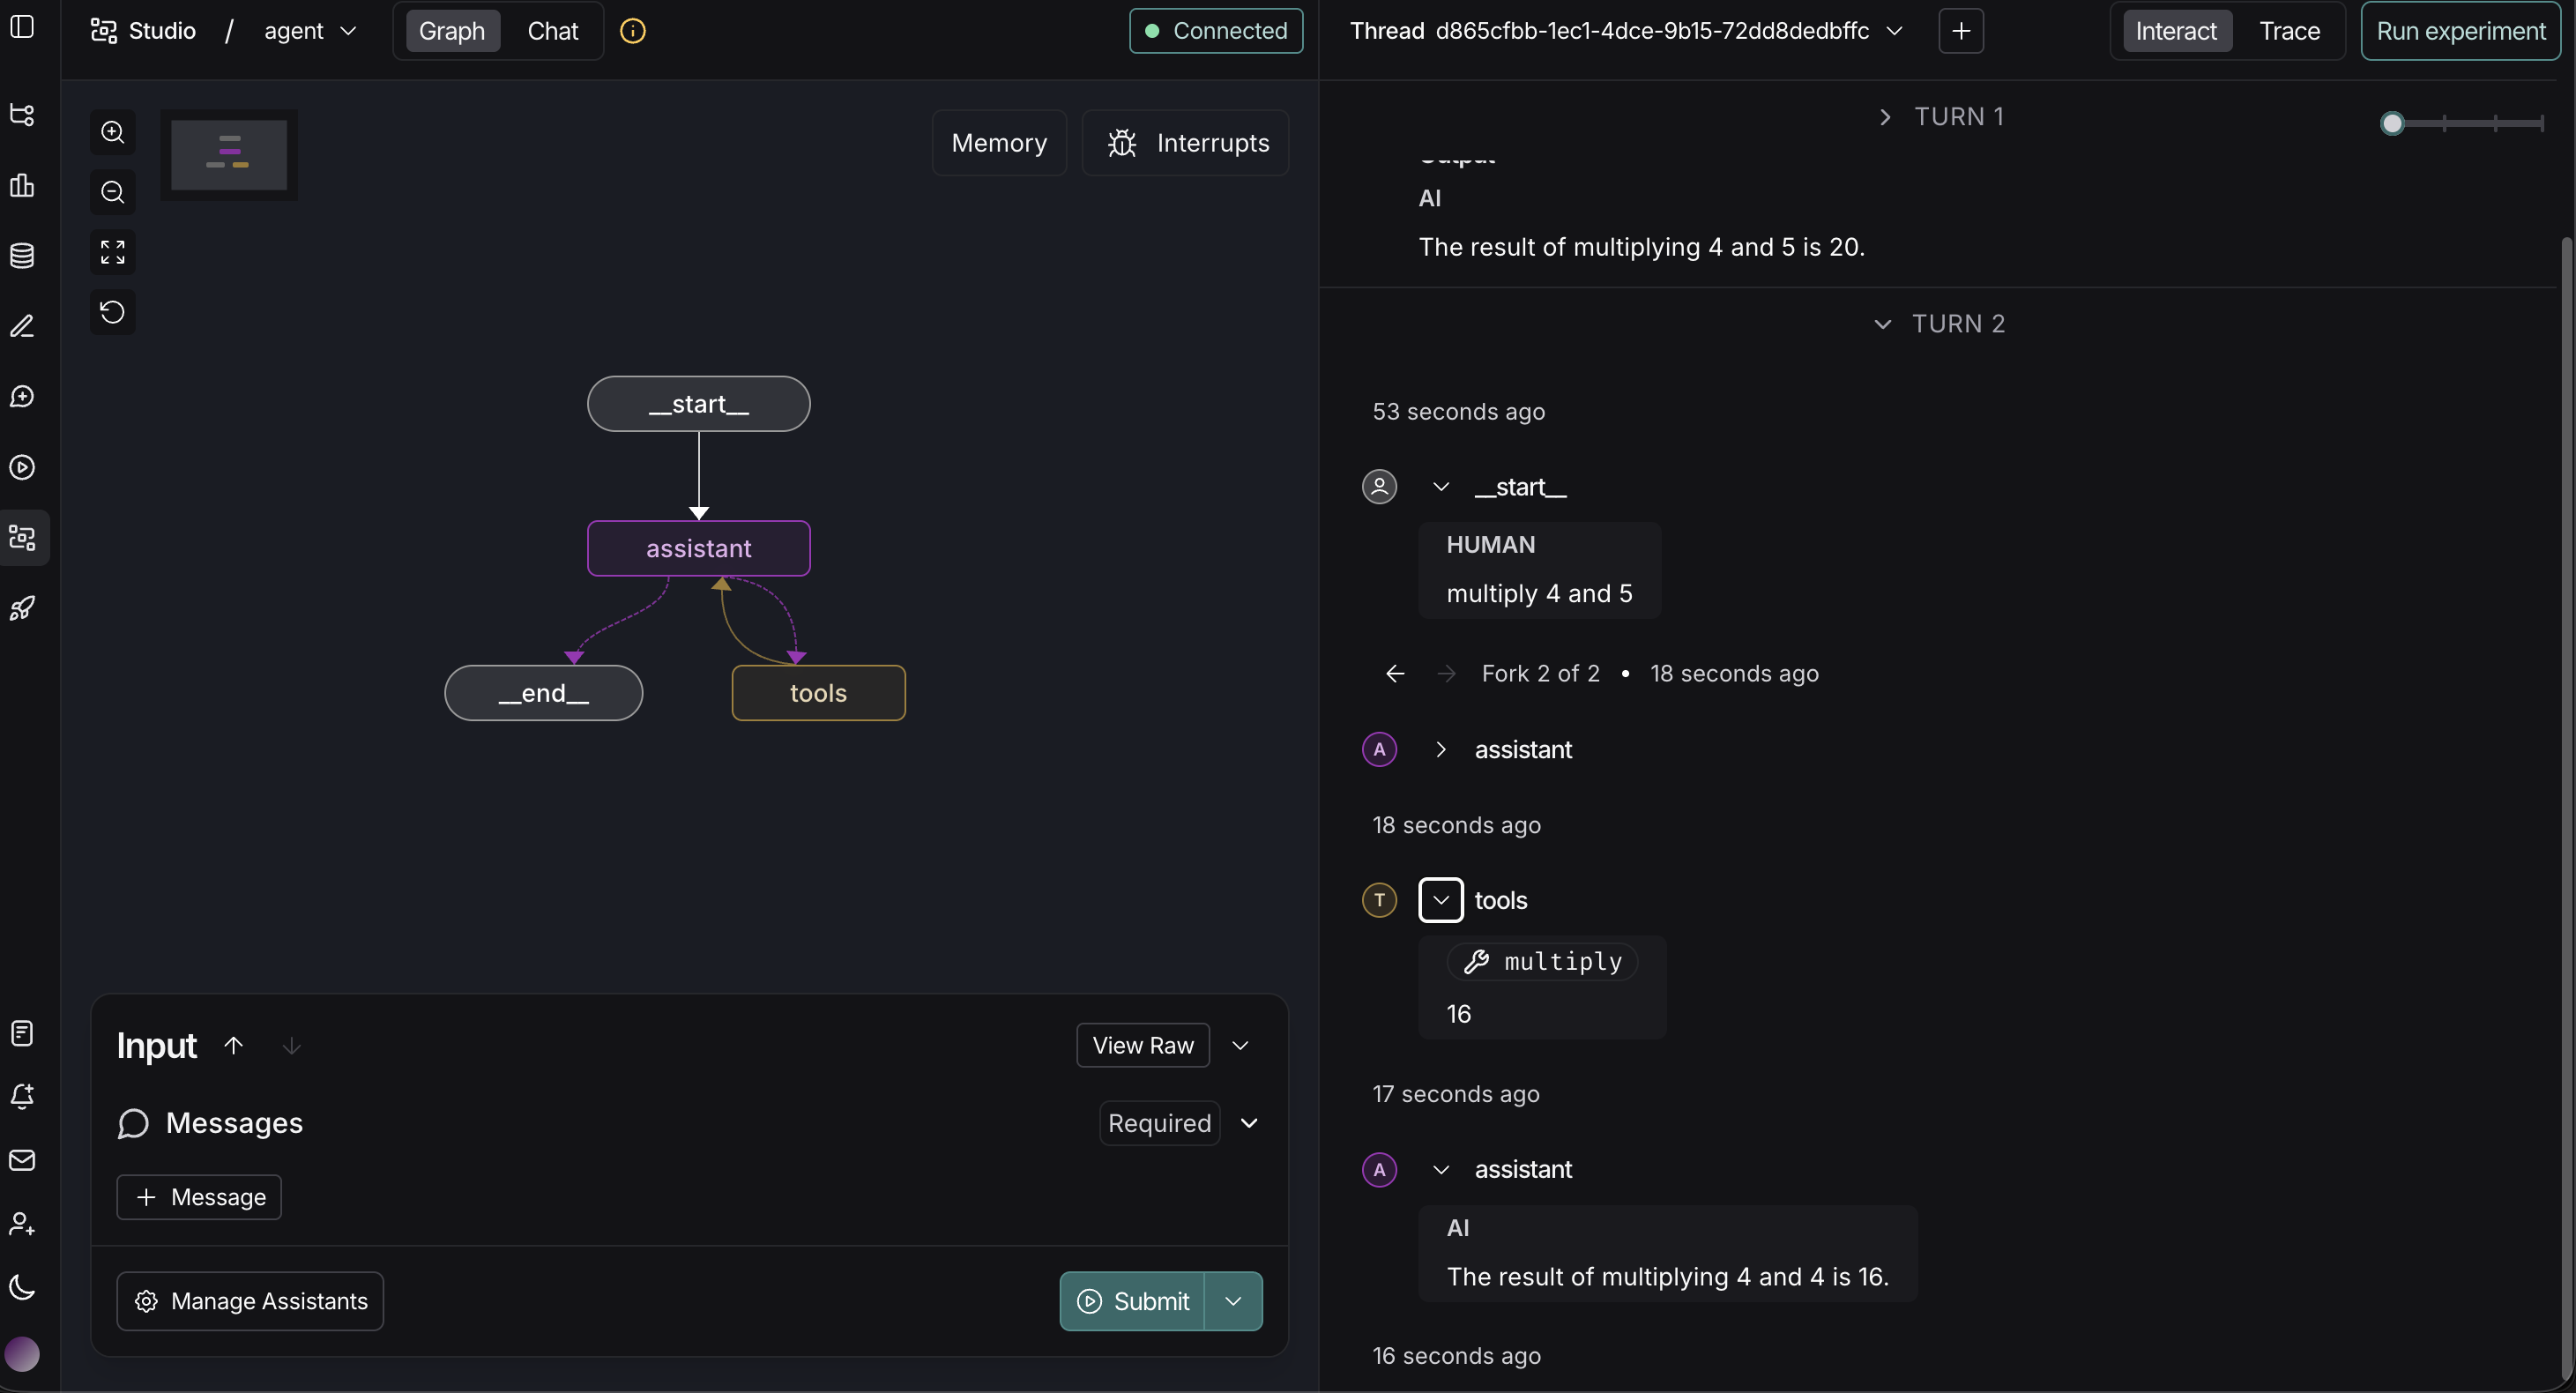 Studio / agent
Graph Chat
Connected
Thread d865cfbb-1ec1-4dce-9b15-72dd8dedbffc
Interact Trace
Run experiment
Memory
Interrupts
__start__
assistant
__end__
tools
Input
View Raw
Messages
Required
+ Message
Manage Assistants
Submit
TURN 1
Output
AI
The result of multiplying 4 and 5 is 20.
TURN 2
53 seconds ago
__start__
HUMAN
multiply 4 and 5
Fork 2 of 2 • 18 seconds ago
A assistant
18 seconds ago
T tools
multiply
16
17 seconds ago
A assistant
AI
The result of multiplying 4 and 4 is 16.
16 seconds ago